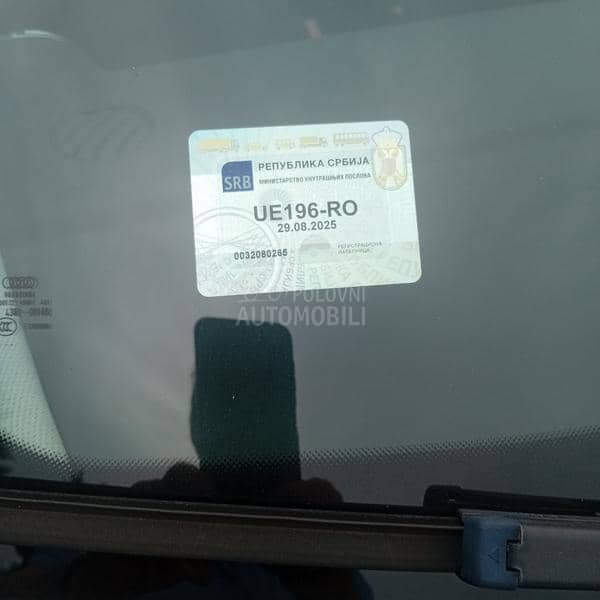 РЕПУБЛИКА СРБИЈА
МИНИСТАРСТВО УНУТРАШЊИХ ПОСЛОВА
SRB
UE196-RO
29.08.2025
0032080265
РЕГИСТРАЦИОНА
НАЛЕПНИЦА
POLOVNI
AUTOMOBILI